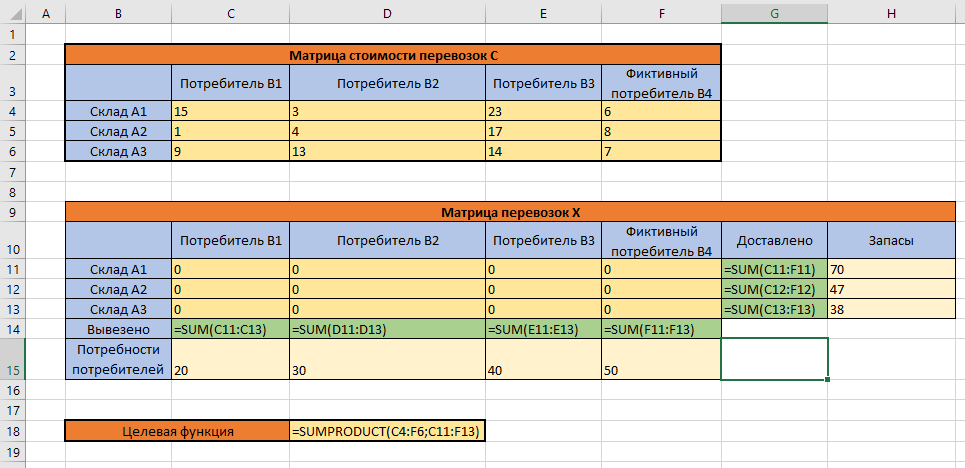 A B C D E F G H
1
2 Матрица стоимости перевозок С
3 Потребитель В1 Потребитель В2 Потребитель В3 Фиктивный потребитель В4
4 Склад А1 15 3 23 6
5 Склад А2 1 4 17 8
6 Склад А3 9 13 14 7
7
8
9 Матрица перевозок Х
10 Потребитель В1 Потребитель В2 Потребитель В3 Фиктивный потребитель В4 Доставлено Запасы
11 Склад А1 0 0 0 0 =SUM(C11:F11) 70
12 Склад А2 0 0 0 0 =SUM(C12:F12) 47
13 Склад А3 0 0 0 0 =SUM(C13:F13) 38
14 Вывезено =SUM(C11:C13) =SUM(D11:D13) =SUM(E11:E13) =SUM(F11:F13)
15 Потребности потребителей 20 30 40 50
16
17
18 Целевая функция =SUMPRODUCT(C4:F6;C11:F13)
19